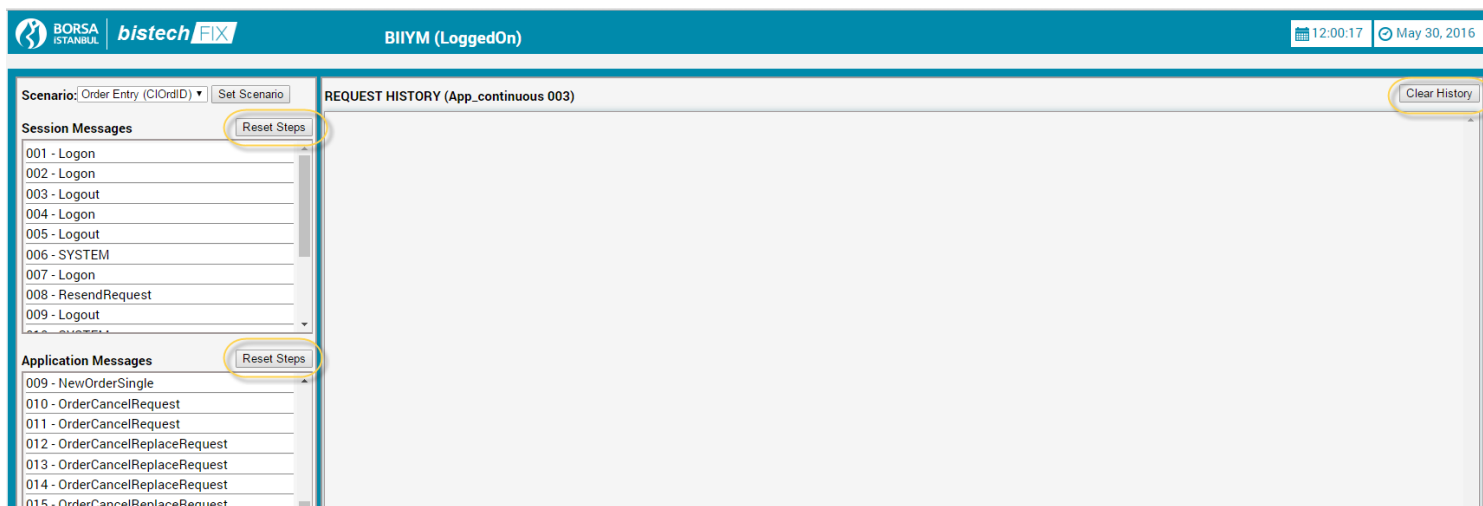 BORSA
ISTANBUL
bistech FIX
BIIYM (LoggedOn)
12:00:17
May 30, 2016
Scenario: Order Entry (ClOrdID) Set Scenario
REQUEST HISTORY (App_continuous 003)
Clear History
Session Messages
Reset Steps
001 - Logon
002 - Logon
003 - Logout
004 - Logon
005 - Logout
006 - SYSTEM
007 - Logon
008 - ResendRequest
009 - Logout
Application Messages
Reset Steps
009 - NewOrderSingle
010 - OrderCancelRequest
011 - OrderCancelRequest
012 - OrderCancelReplaceRequest
013 - OrderCancelReplaceRequest
014 - OrderCancelReplaceRequest
015 - OrderCancelReplaceRequest